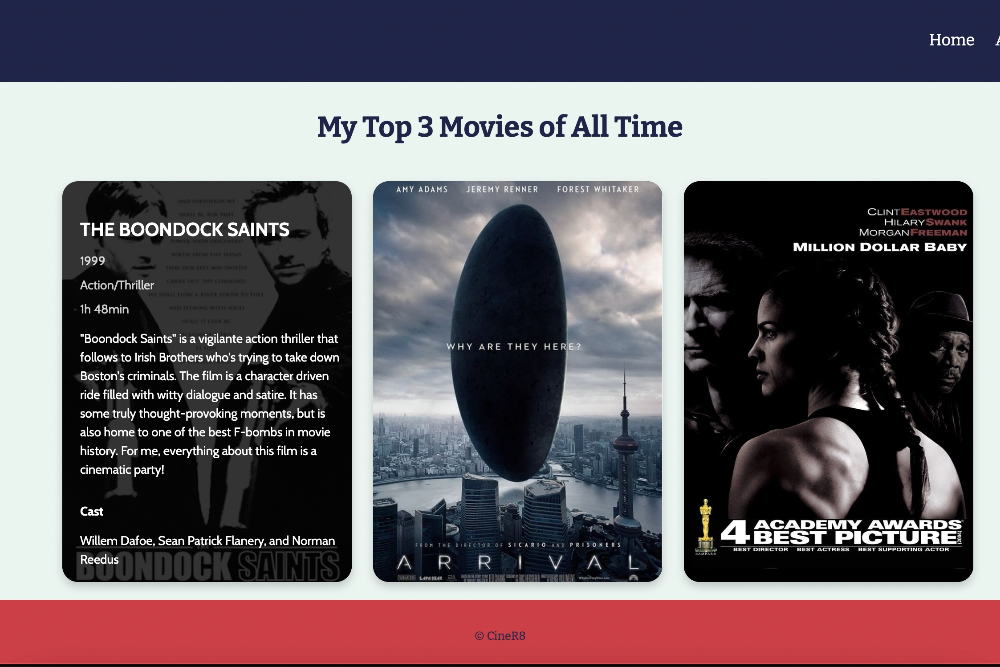 Home
My Top 3 Movies of All Time
THE BOONDOCK SAINTS
1999
Action/Thriller
1h 48min
"Boondock Saints" is a vigilante action thriller that
follows to Irish Brothers who's trying to take down
Boston's criminals. The film is a character driven
ride filled with witty dialogue and satire. It has
some truly thought-provoking moments, but is
also home to one of the best F-bombs in movie
history. For me, everything about this film is a
cinematic party!
Cast
Willem Dafoe, Sean Patrick Flanery, and Norman
Reedus
BOONDOCK SAINTS
AMY ADAMS JEREMY RENNER FOREST WHITAKER
WHY ARE THEY HERE?
FROM THE DIRECTOR OF SICARIO AND PRISONERS
ARRIVAL
CLINT EASTWOOD
HILARY SWANK
MORGAN FREEMAN
MILLION DOLLAR BABY
4 ACADEMY AWARDS
BEST PICTURE
BEST DIRECTOR BEST ACTRESS BEST SUPPORTING ACTOR
© CineR8